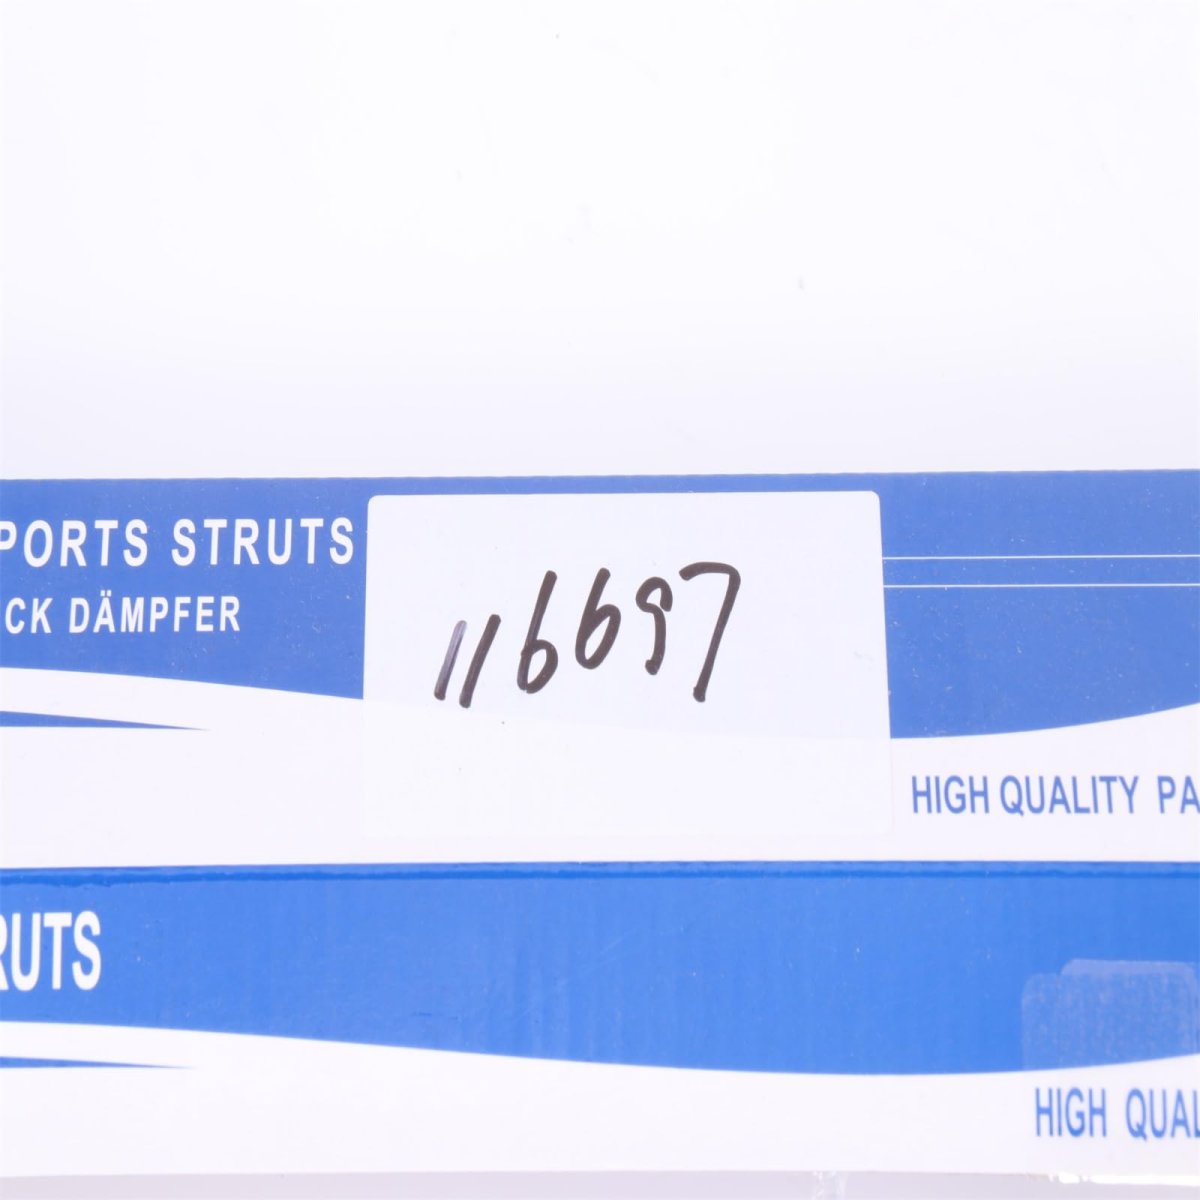 PORTS STRUTS
CK DÄMPFER
116697
HIGH QUALITY PA
RUTS
HIGH QUAL